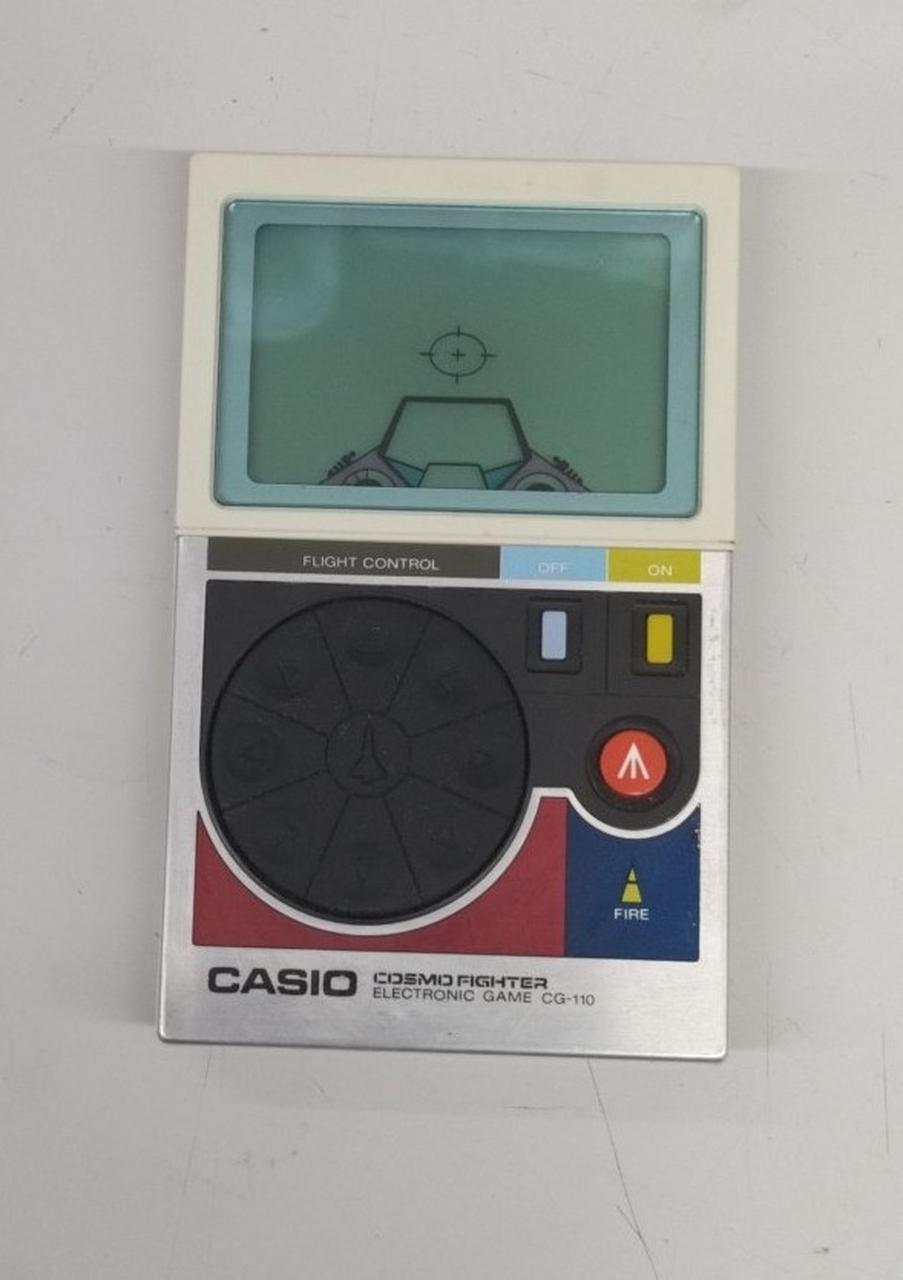 FLIGHT CONTROL OFF ON
FIRE
CASIO COSMO FIGHTER
ELECTRONIC GAME CG-110